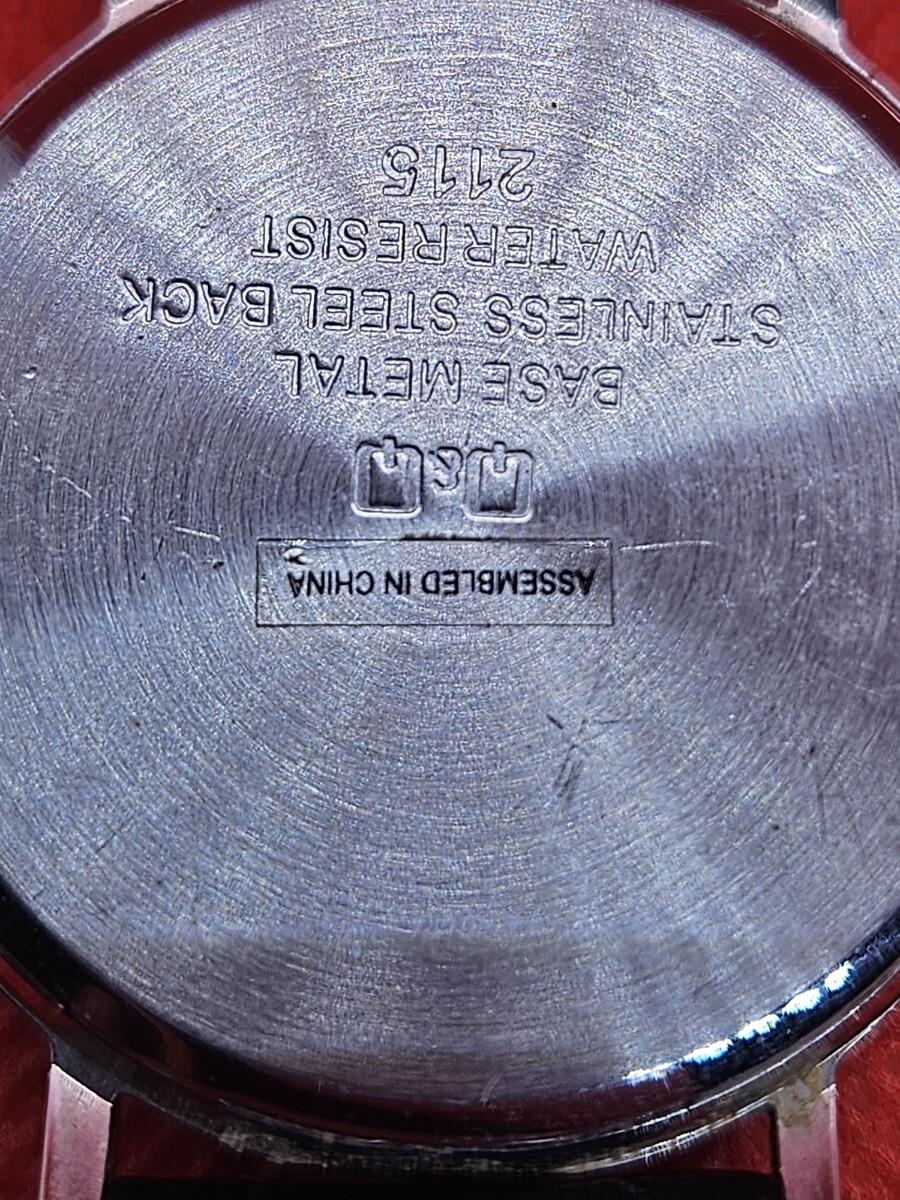 ASSEMBLED IN CHINA
Q&Q
BASE METAL
STAINLESS STEEL BACK
WATER RESIST
2115